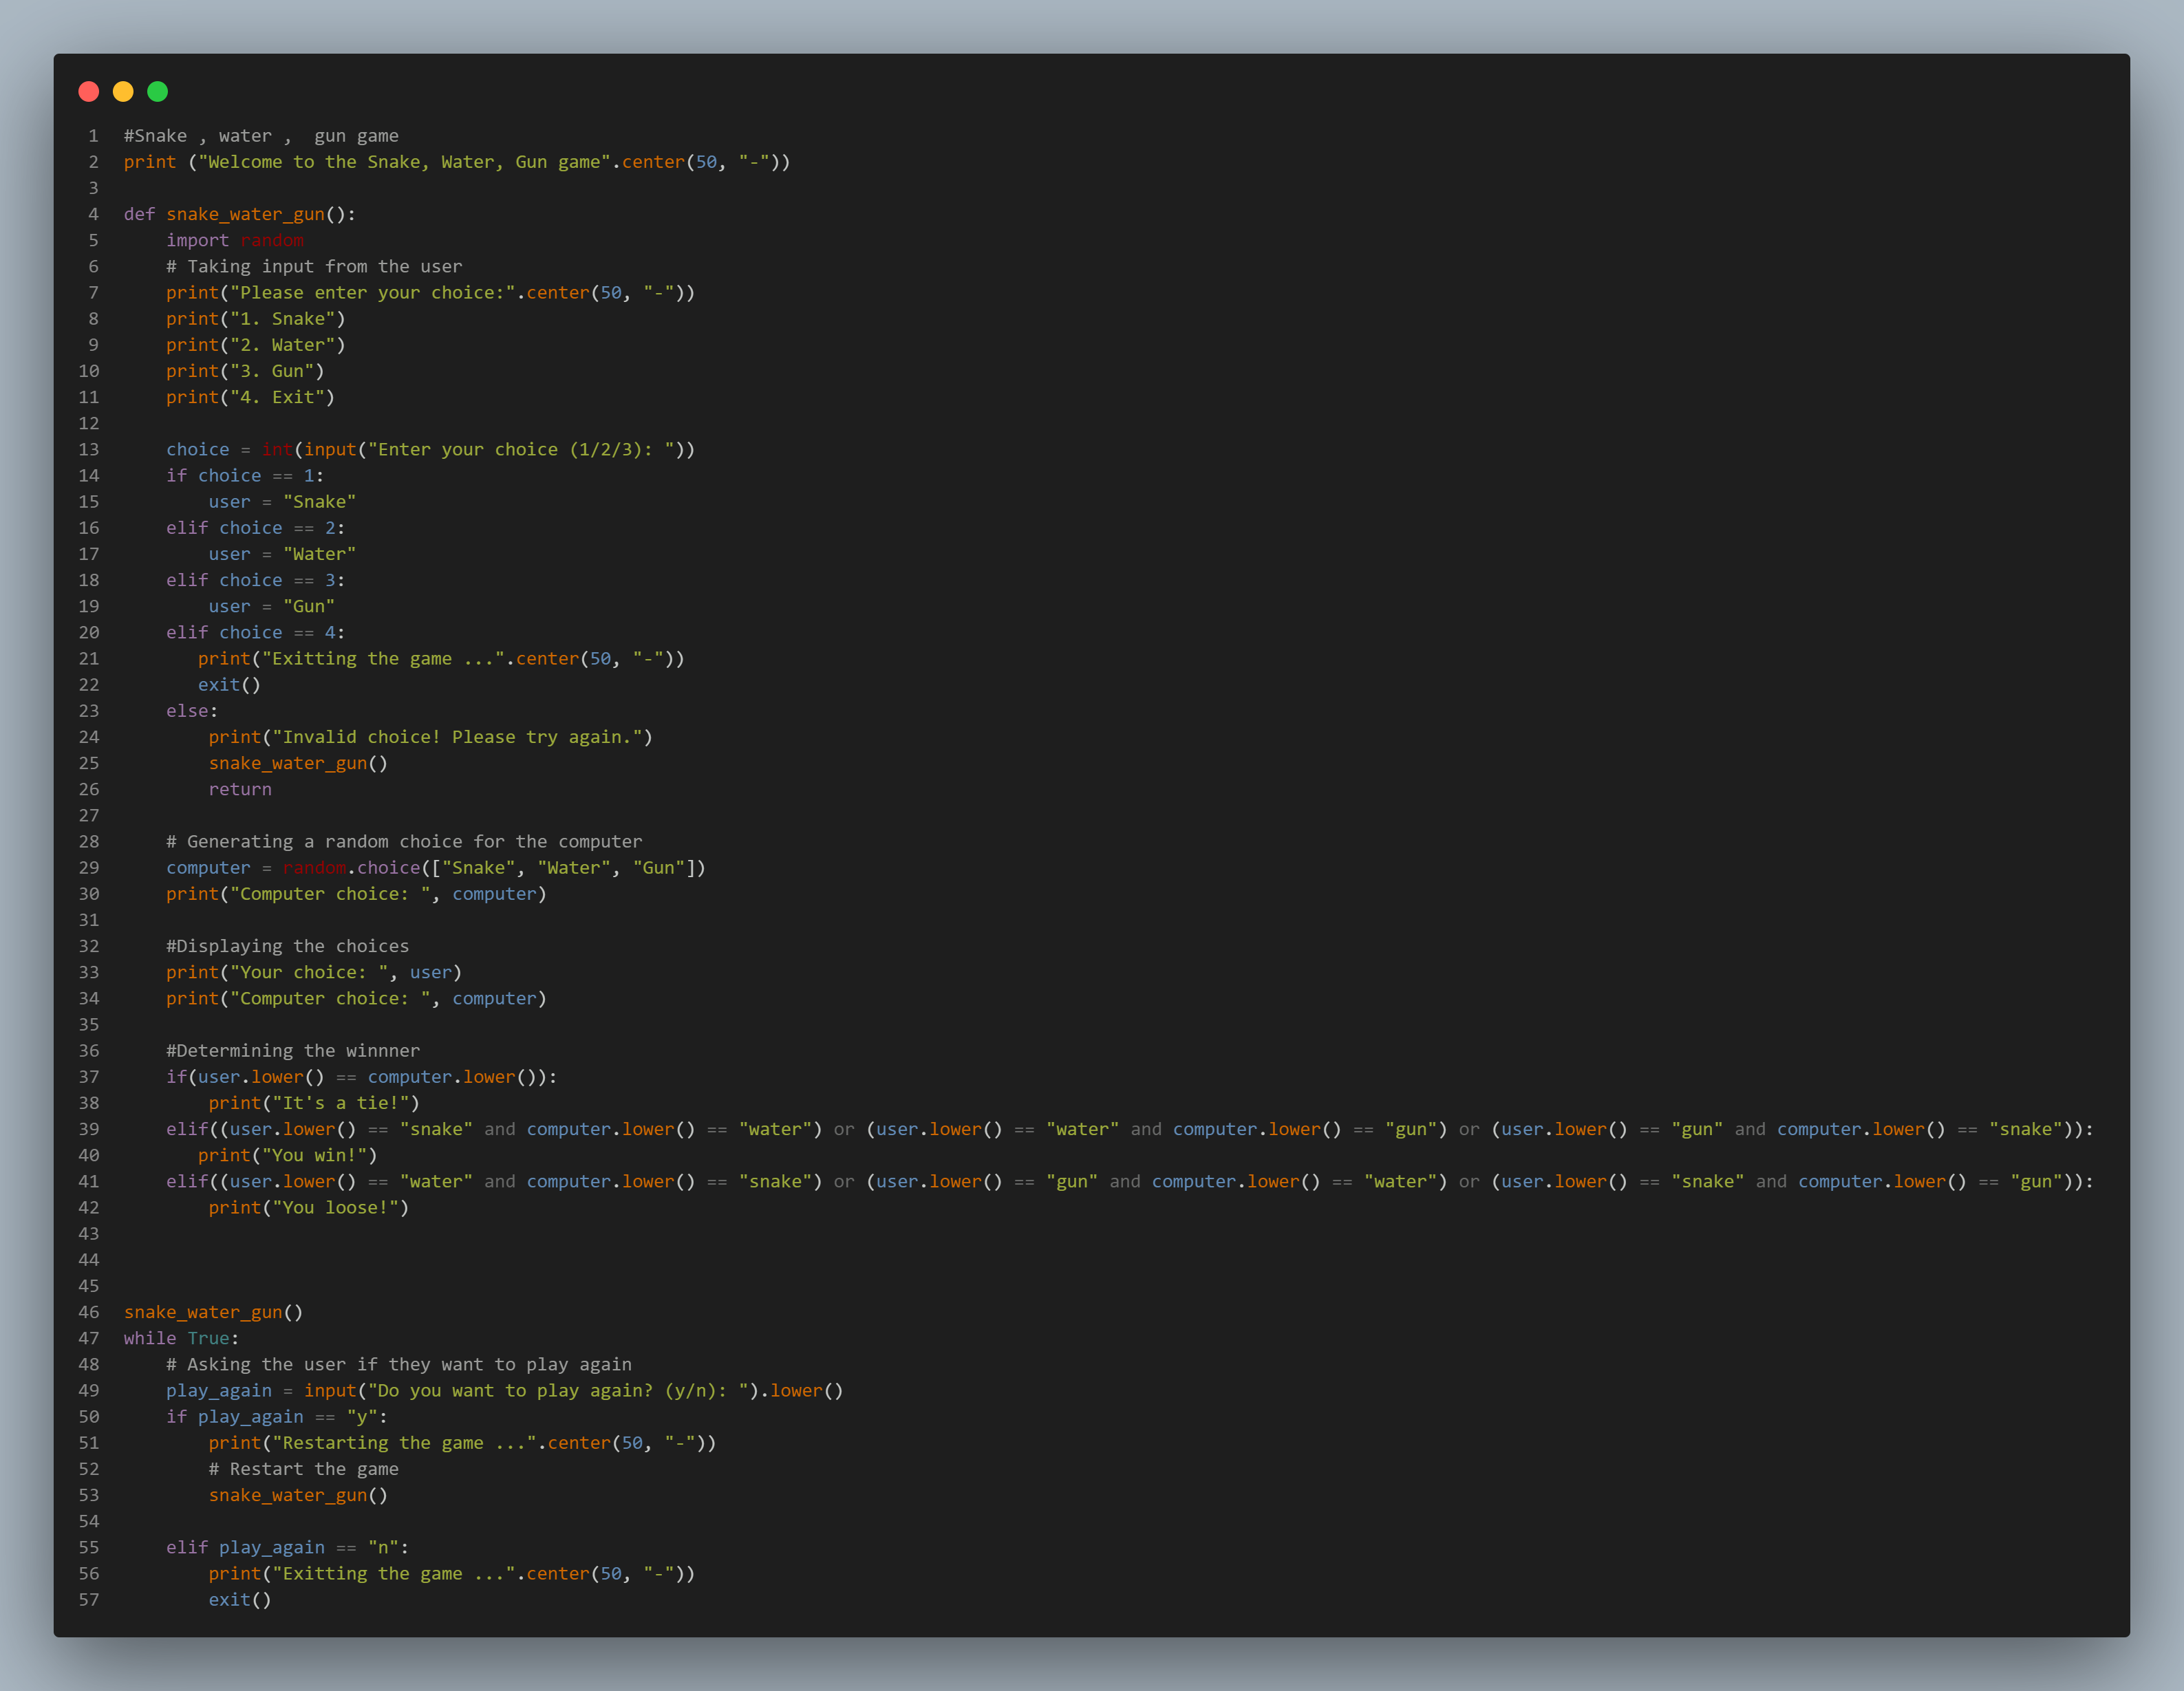 1 #Snake , water ,  gun game
2 print ("Welcome to the Snake, Water, Gun game".center(50, "-"))
3
4 def snake_water_gun():
5     import random
6     # Taking input from the user
7     print("Please enter your choice:".center(50, "-"))
8     print("1. Snake")
9     print("2. Water")
10     print("3. Gun")
11     print("4. Exit")
12
13     choice = int(input("Enter your choice (1/2/3): "))
14     if choice == 1:
15         user = "Snake"
16     elif choice == 2:
17         user = "Water"
18     elif choice == 3:
19         user = "Gun"
20     elif choice == 4:
21        print("Exitting the game ...".center(50, "-"))
22        exit()
23     else:
24         print("Invalid choice! Please try again.")
25         snake_water_gun()
26         return
27
28     # Generating a random choice for the computer
29     computer = random.choice(["Snake", "Water", "Gun"])
30     print("Computer choice: ", computer)
31
32     #Displaying the choices
33     print("Your choice: ", user)
34     print("Computer choice: ", computer)
35
36     #Determining the winnner
37     if(user.lower() == computer.lower()):
38         print("It's a tie!")
39     elif((user.lower() == "snake" and computer.lower() == "water") or (user.lower() == "water" and computer.lower() == "gun") or (user.lower() == "gun" and computer.lower() == "snake")):
40        print("You win!")
41     elif((user.lower() == "water" and computer.lower() == "snake") or (user.lower() == "gun" and computer.lower() == "water") or (user.lower() == "snake" and computer.lower() == "gun")):
42         print("You loose!")
43
44
45
46 snake_water_gun()
47 while True:
48     # Asking the user if they want to play again
49     play_again = input("Do you want to play again? (y/n): ").lower()
50     if play_again == "y":
51         print("Restarting the game ...".center(50, "-"))
52         # Restart the game
53         snake_water_gun()
54
55     elif play_again == "n":
56         print("Exitting the game ...".center(50, "-"))
57         exit()